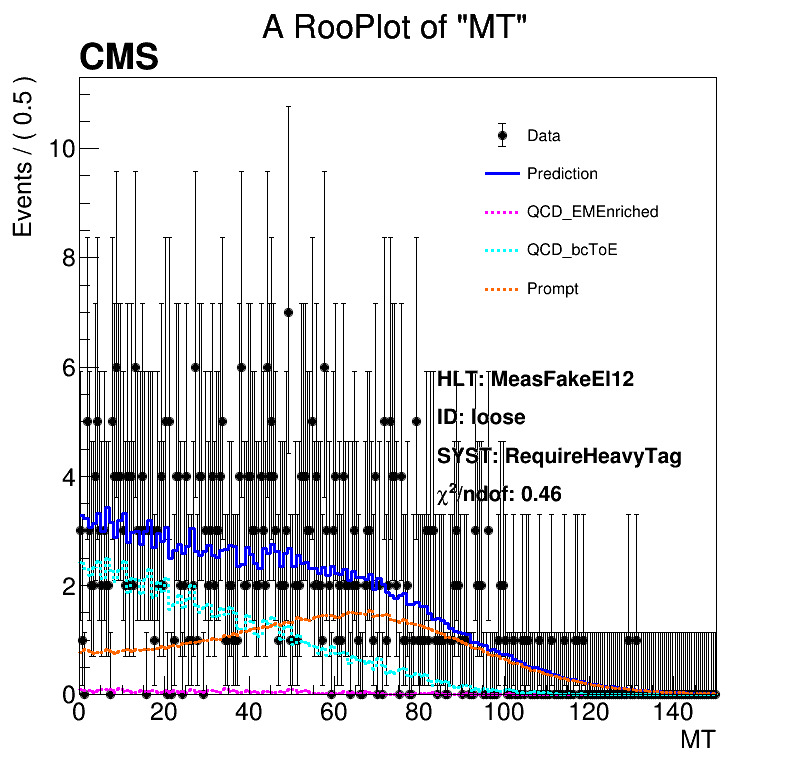 A RooPlot of "MT"
CMS
Events / ( 0.5 )
10
8
6
4
2
0
Data
Prediction
QCD_EMEnriched
QCD_bcToE
Prompt
HLT: MeasFakeEl12
ID: loose
SYST: RequireHeavyTag
χ²/ndof: 0.46
0 20 40 60 80 100 120 140
MT